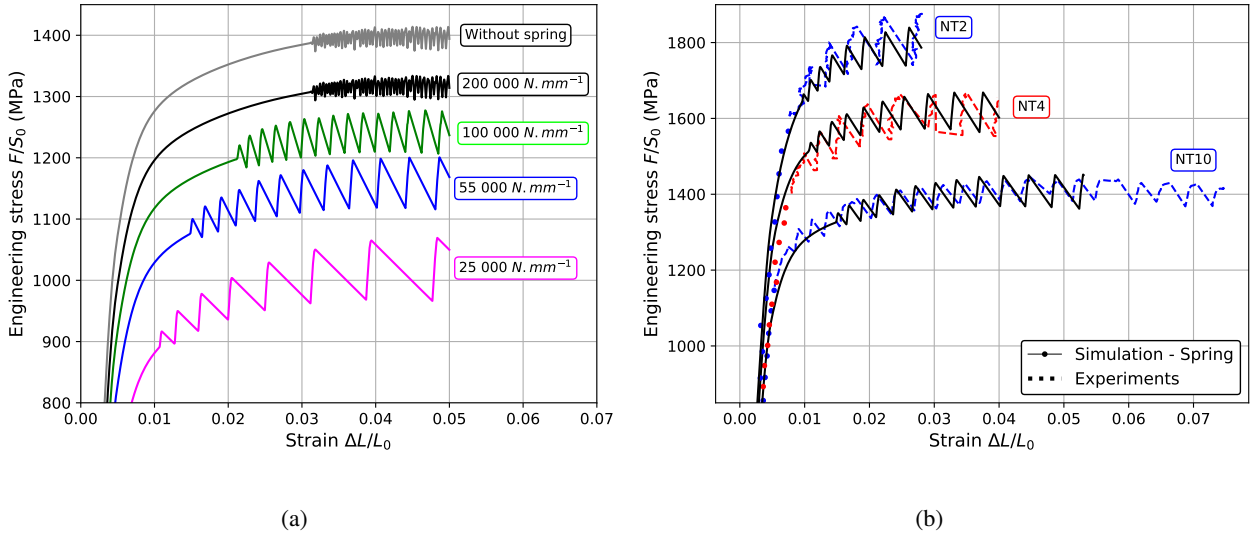 1400
1300
1200
1100
1000
900
800
Engineering stress F/S₀ (MPa)
0.00 0.01 0.02 0.03 0.04 0.05 0.06 0.07
Strain ΔL/L₀
Without spring
200 000 N.mm⁻¹
100 000 N.mm⁻¹
55 000 N.mm⁻¹
25 000 N.mm⁻¹
(a)
1800
1600
1400
1200
1000
Engineering stress F/S₀ (MPa)
0.00 0.01 0.02 0.03 0.04 0.05 0.06 0.07
Strain ΔL/L₀
NT2
NT4
NT10
Simulation - Spring
Experiments
(b)